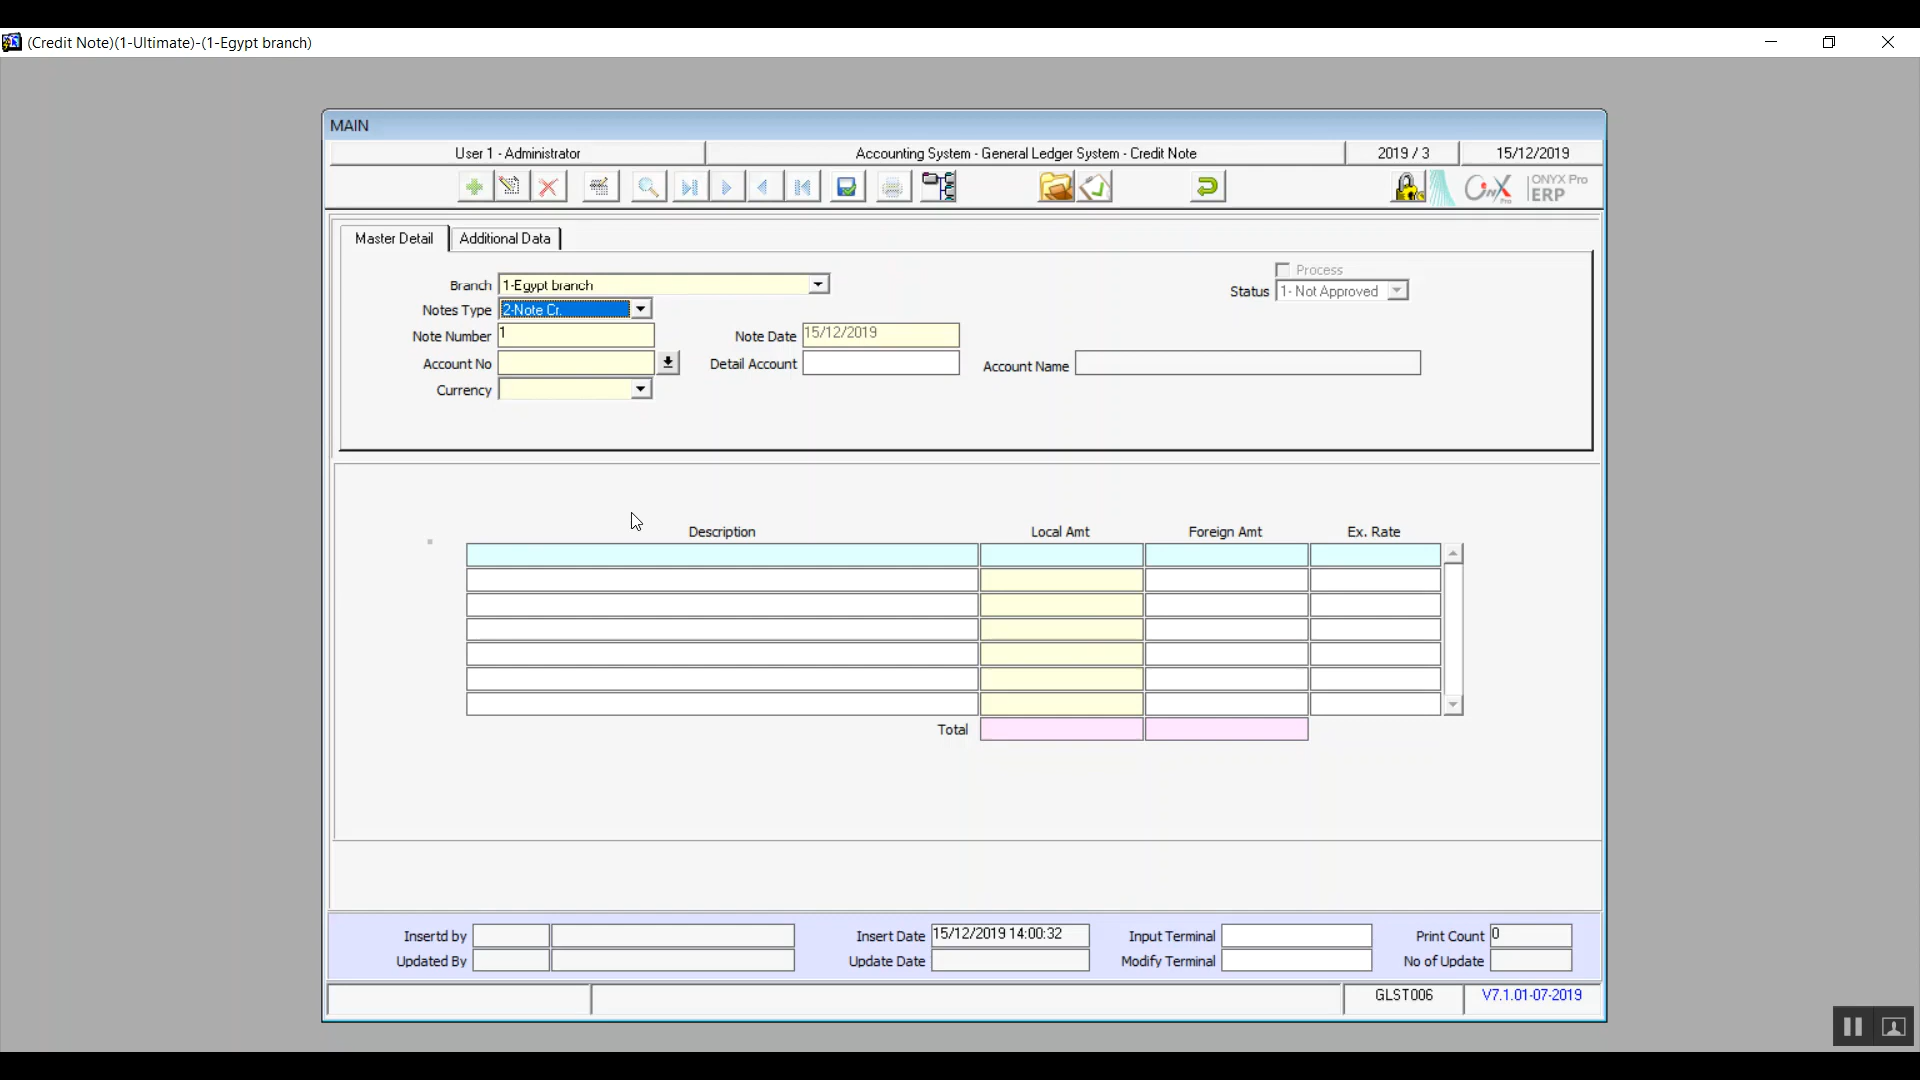 (Credit Note)(1-Ultimate)-(1-Egypt branch)
MAIN
User 1 - Administrator
Accounting System - General Ledger System - Credit Note
2019 / 3
15/12/2019
Onyx Pro
ONYX Pro
ERP
Master Detail
Additional Data
Process
Branch 1-Egypt branch
Status 1- Not Approved
Notes Type 2-Note Cr.
Note Number 1
Note Date 15/12/2019
Account No
Detail Account
Account Name
Currency
Description Local Amt Foreign Amt Ex. Rate
Total
Insertd by
Insert Date 15/12/2019 14:00:32
Input Terminal
Print Count 0
Updated By
Update Date
Modify Terminal
No of Update
GLST006
V7.1.01-07-2019